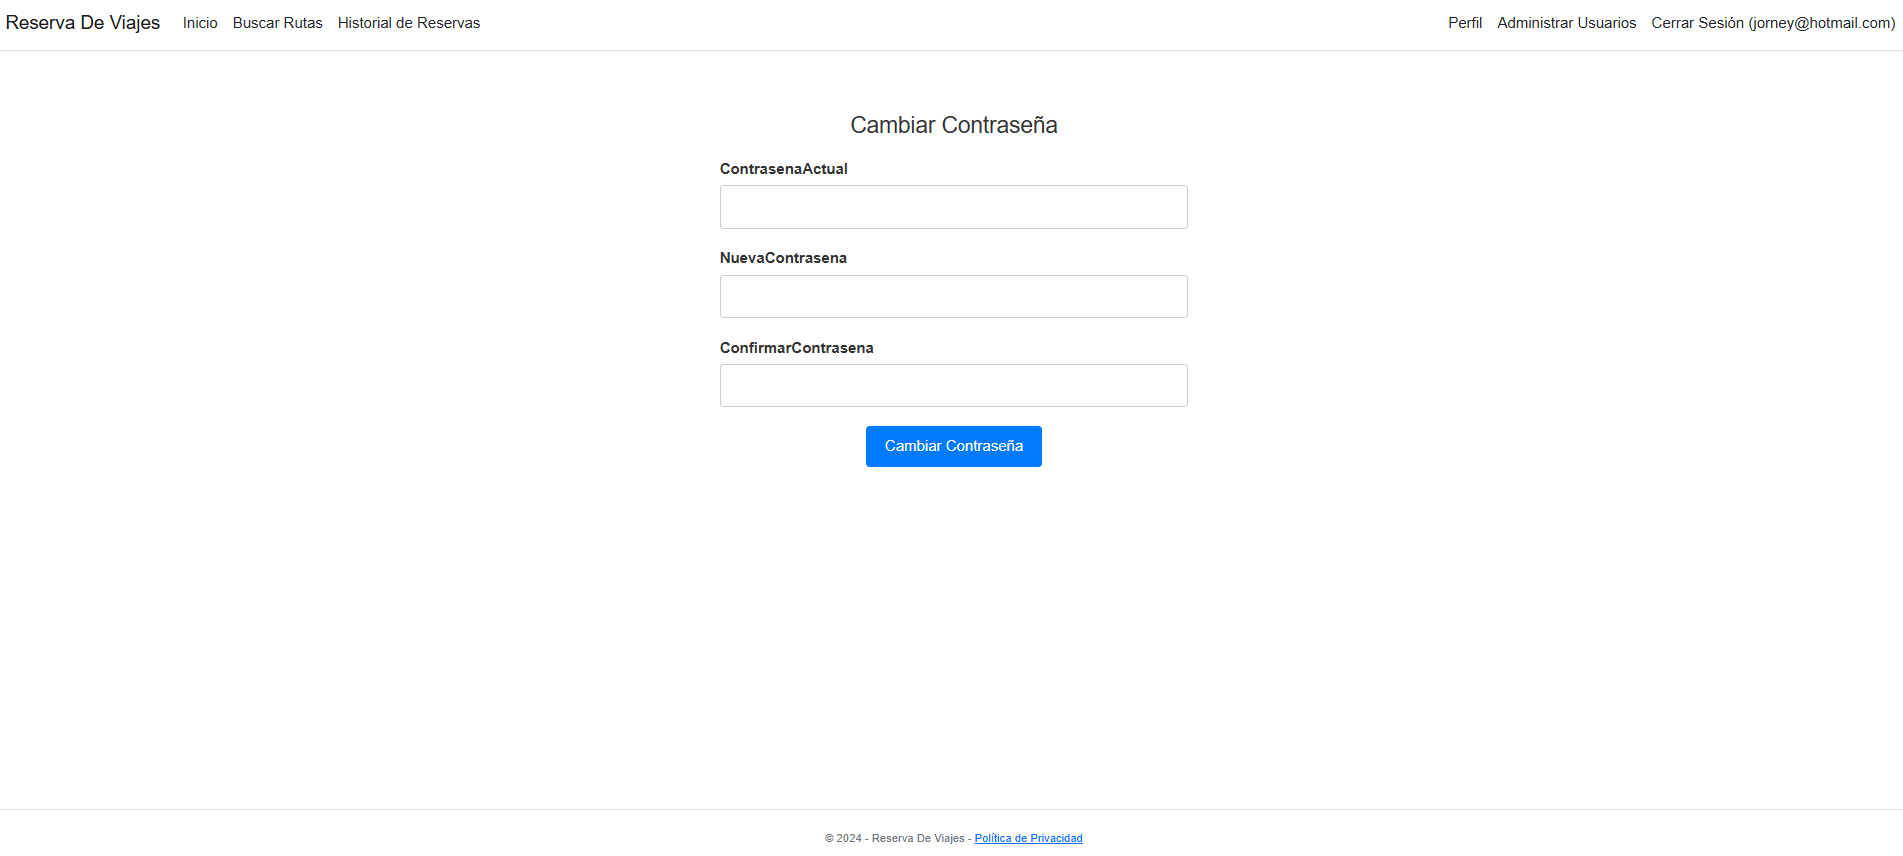 Reserva De Viajes Inicio Buscar Rutas Historial de Reservas Perfil Administrar Usuarios Cerrar Sesión (jorney@hotmail.com)
Cambiar Contraseña
ContrasenaActual
NuevaContrasena
ConfirmarContrasena
Cambiar Contraseña
© 2024 - Reserva De Viajes - Política de Privacidad